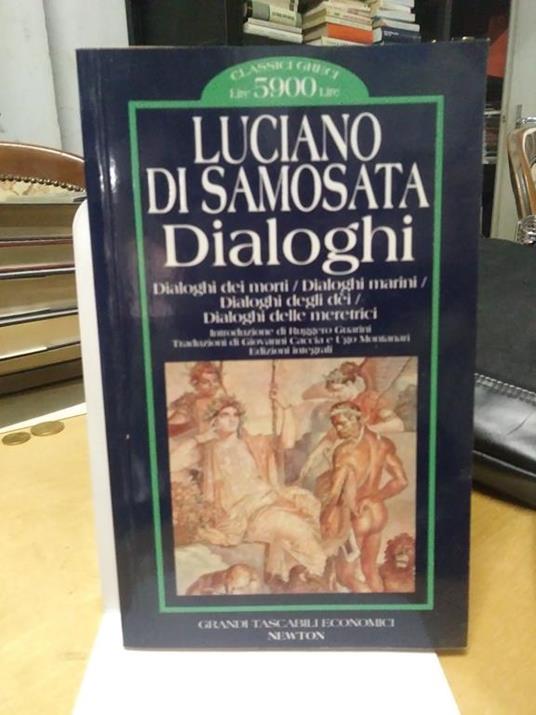 CLASSICI GRECI
Lire 5900 Lire
LUCIANO
DI SAMOSATA
Dialoghi
Dialoghi dei morti / Dialoghi marini /
Dialoghi degli dei /
Dialoghi delle meretrici
Introduzione di Ruggero Guarini
Traduzioni di Giovanni Caccia e Ugo Montanari
Edizioni integrali
GRANDI TASCABILI ECONOMICI
NEWTON